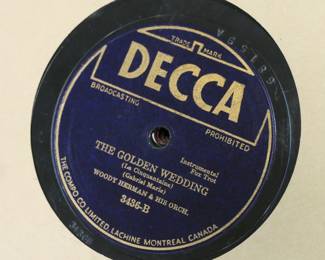 TRADE MARK
DECCA
BROADCASTING PROHIBITED
THE GOLDEN WEDDING
(La Cinquantaine)
(Gabriel Marie)
Instrumental
Fox Trot
WOODY HERMAN & HIS ORCH.
3436-B
THE COMPO CO. LIMITED, LACHINE MONTREAL CANADA